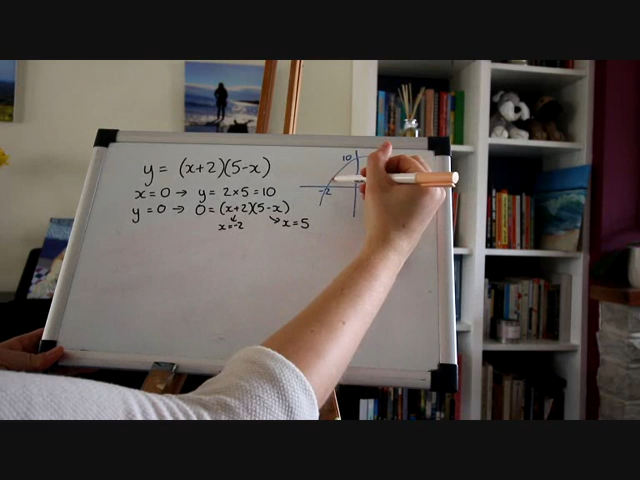 y = (x+2)(5-x)
x=0 → y= 2×5=10
y=0 → 0=(x+2)(5-x)
x=-2
x=5
10
-2